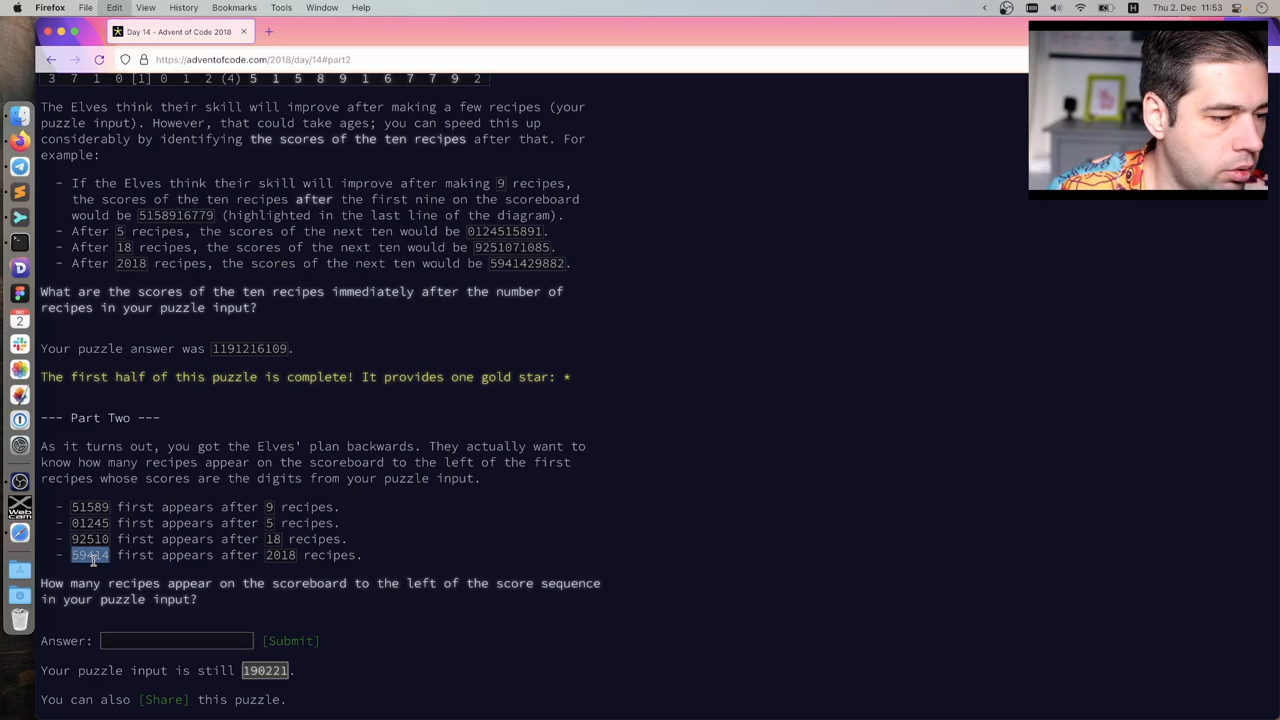 Firefox File Edit View History Bookmarks Tools Window Help
Thu 2. Dec 11:53
Day 14 - Advent of Code 2018
https://adventofcode.com/2018/day/14#part2
3 7 1 0 [1] 0 1 2 (4) 5 1 5 8 9 1 6 7 7 9 2
The Elves think their skill will improve after making a few recipes (your
puzzle input). However, that could take ages; you can speed this up
considerably by identifying the scores of the ten recipes after that. For
example:
- If the Elves think their skill will improve after making 9 recipes,
the scores of the ten recipes after the first nine on the scoreboard
would be 5158916779 (highlighted in the last line of the diagram).
- After 5 recipes, the scores of the next ten would be 0124515891.
- After 18 recipes, the scores of the next ten would be 9251071085.
- After 2018 recipes, the scores of the next ten would be 5941429882.
What are the scores of the ten recipes immediately after the number of
recipes in your puzzle input?
Your puzzle answer was 1191216109.
The first half of this puzzle is complete! It provides one gold star: *
--- Part Two ---
As it turns out, you got the Elves' plan backwards. They actually want to
know how many recipes appear on the scoreboard to the left of the first
recipes whose scores are the digits from your puzzle input.
- 51589 first appears after 9 recipes.
- 01245 first appears after 5 recipes.
- 92510 first appears after 18 recipes.
- 59414 first appears after 2018 recipes.
How many recipes appear on the scoreboard to the left of the score sequence
in your puzzle input?
Answer: [Submit]
Your puzzle input is still 190221.
You can also [Share] this puzzle.